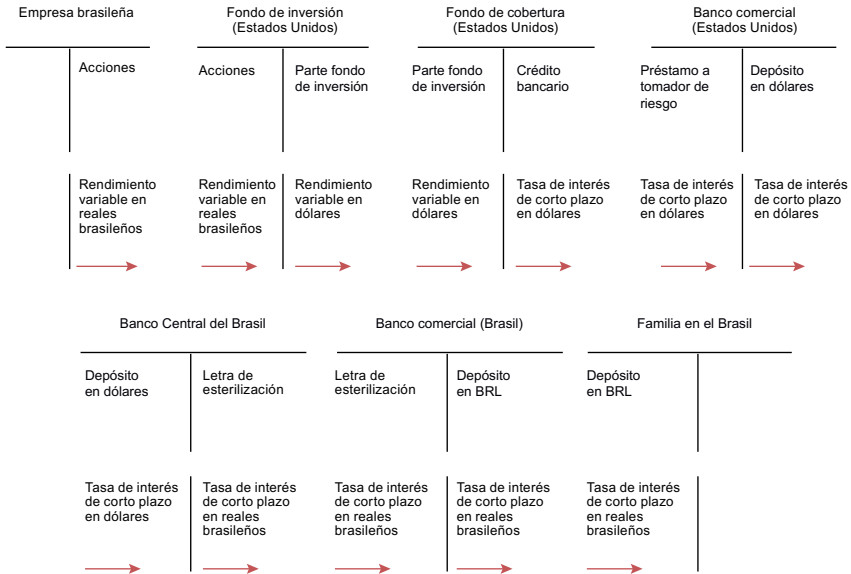 Empresa brasileña
Fondo de inversión
(Estados Unidos)
Fondo de cobertura
(Estados Unidos)
Banco comercial
(Estados Unidos)
Acciones
Acciones
Parte fondo
de inversión
Parte fondo
de inversión
Crédito
bancario
Préstamo a
tomador de
riesgo
Depósito
en dólares
Rendimiento
variable en
reales
brasileños
Rendimiento
variable en
reales
brasileños
Rendimiento
variable en
dólares
Rendimiento
variable en
dólares
Tasa de interés
de corto plazo
en dólares
Tasa de interés
de corto plazo
en dólares
Tasa de interés
de corto plazo
en dólares
Banco Central del Brasil
Banco comercial (Brasil)
Familia en el Brasil
Depósito
en dólares
Letra de
esterilización
Letra de
esterilización
Depósito
en BRL
Depósito
en BRL
Tasa de interés
de corto plazo
en dólares
Tasa de interés
de corto plazo
en reales
brasileños
Tasa de interés
de corto plazo
en reales
brasileños
Tasa de interés
de corto plazo
en reales
brasileños
Tasa de interés
de corto plazo
en reales
brasileños